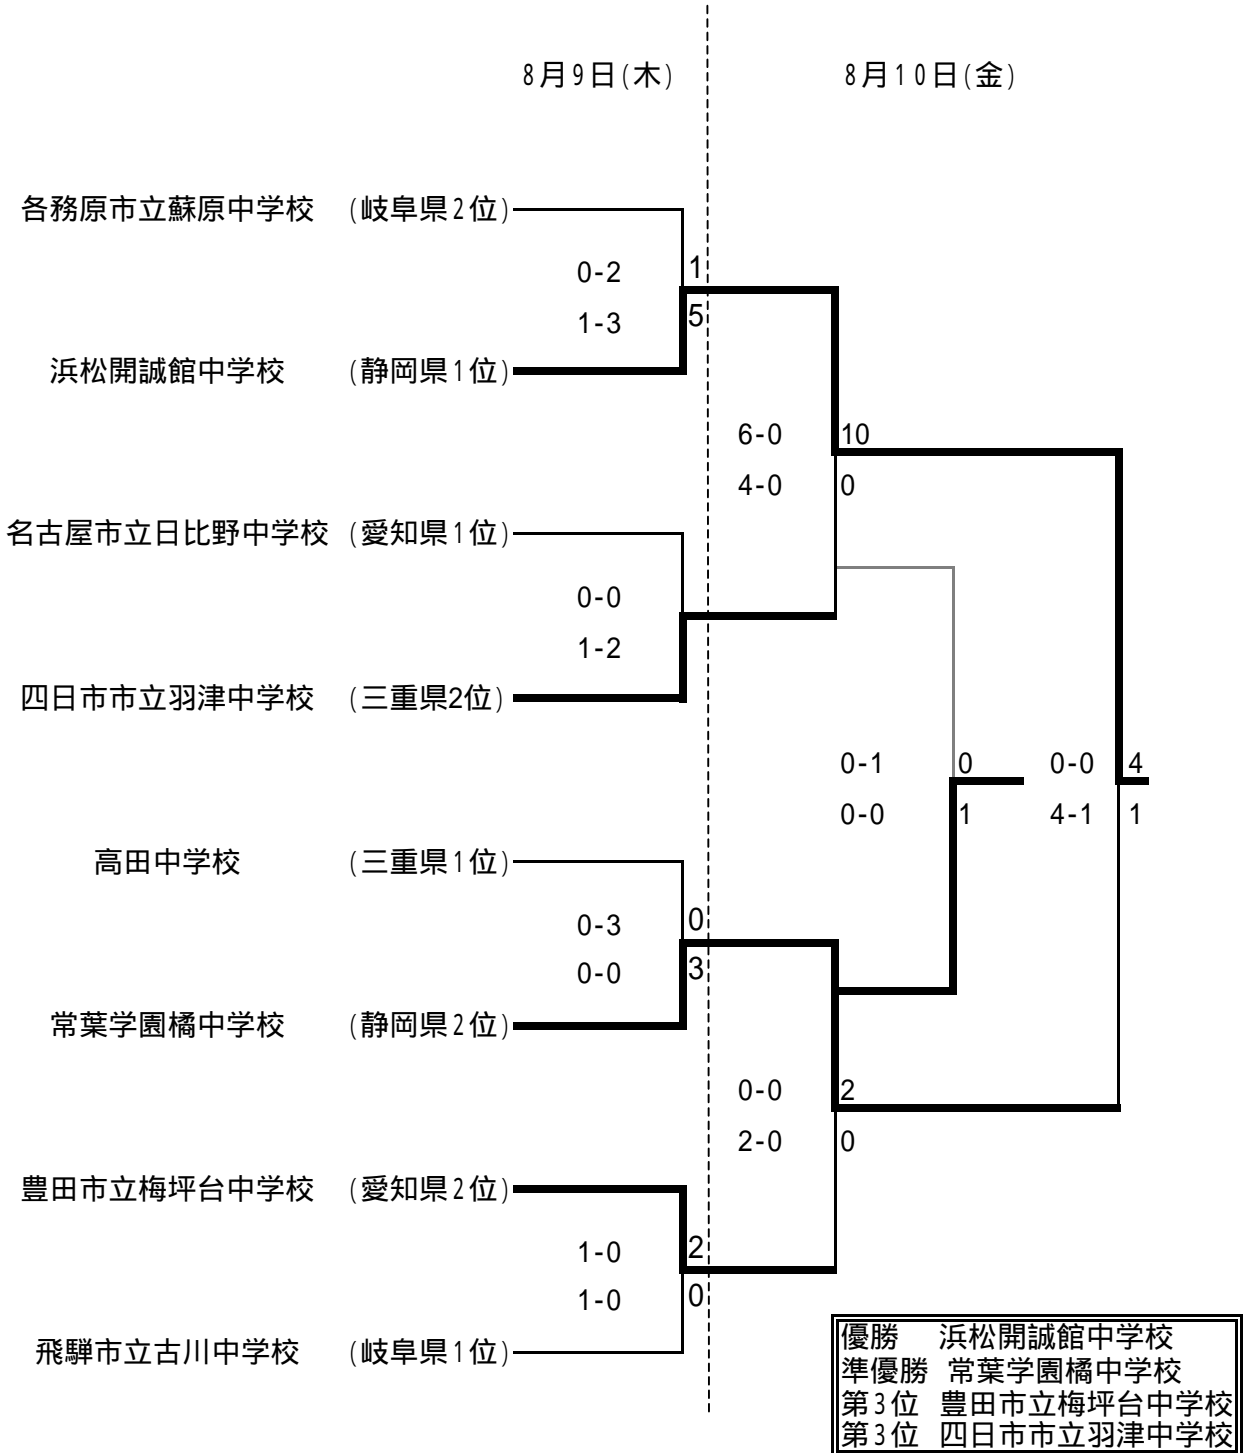 8月9日(木) 8月10日(金)
各務原市立蘇原中学校 (岐阜県2位)
0-2 1
1-3 5
浜松開誠館中学校 (静岡県1位)
6-0 10
4-0 0
名古屋市立日比野中学校 (愛知県1位)
0-0
1-2
四日市市立羽津中学校 (三重県2位)
0-1 0 0-0 4
0-0 1 4-1 1
高田中学校 (三重県1位)
0-3 0
0-0 3
常葉学園橘中学校 (静岡県2位)
0-0 2
2-0 0
豊田市立梅坪台中学校 (愛知県2位)
1-0 2
1-0 0
飛騨市立古川中学校 (岐阜県1位)
優勝 浜松開誠館中学校
準優勝 常葉学園橘中学校
第3位 豊田市立梅坪台中学校
第3位 四日市市立羽津中学校